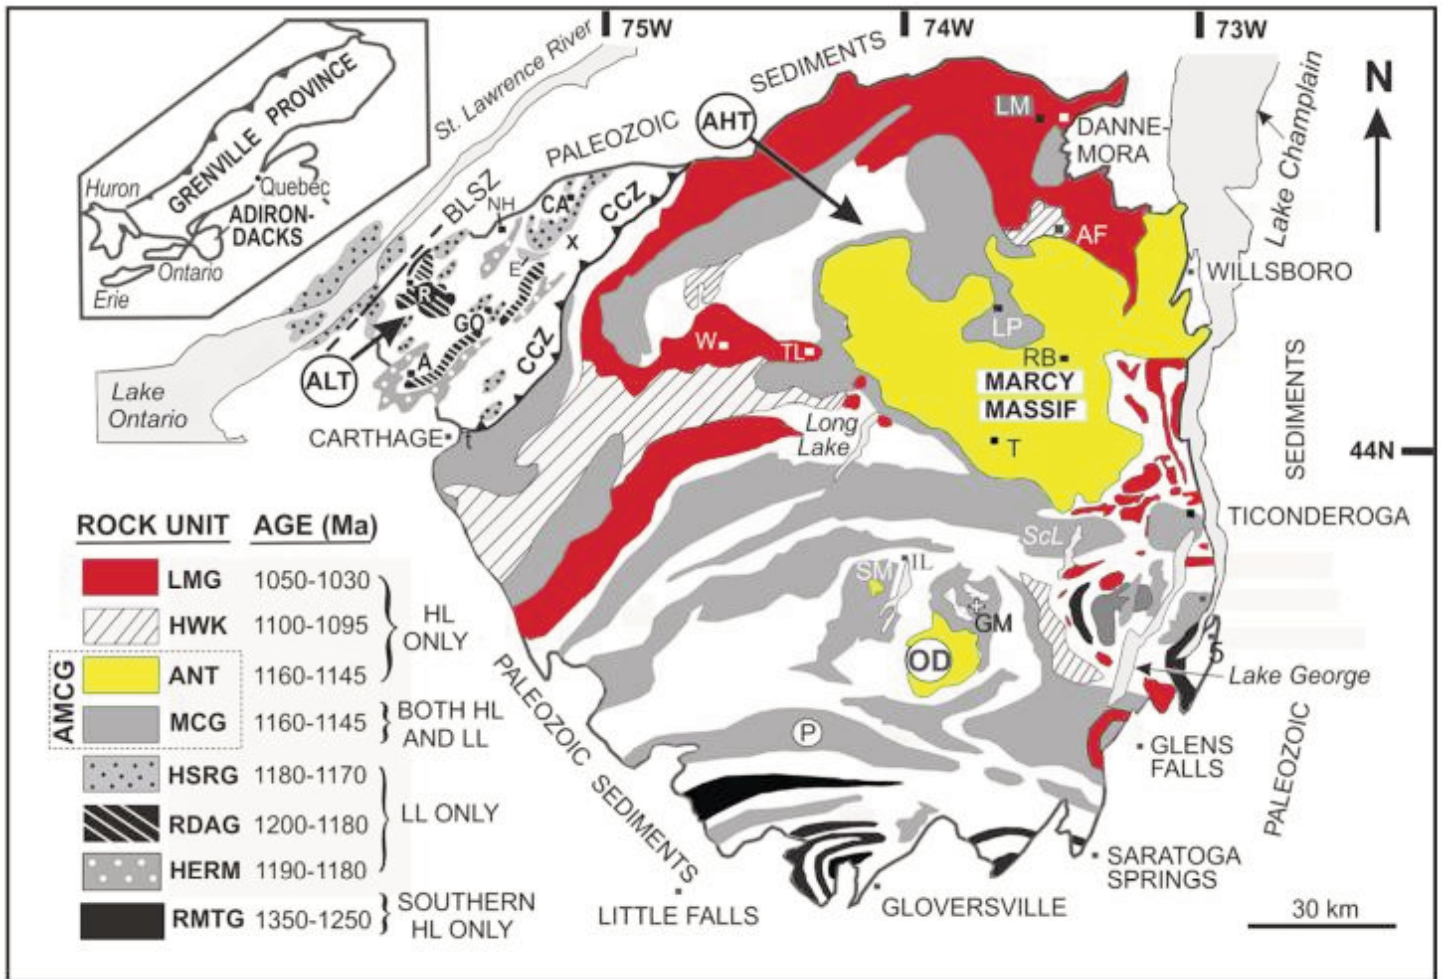 75W
74W
73W
GRENVILLE PROVINCE
Huron
Quebec
ADIRON-
DACKS
Ontario
Erie
St. Lawrence River
PALEOZOIC
SEDIMENTS
AHT
LM
DANNE-
MORA
N
Lake Champlain
BLSZ
NH
CA
CCZ
X
E
AF
WILLSBORO
R
GO
A
CCZ
ALT
W
TL
LP
RB
MARCY
MASSIF
T
Lake
Ontario
CARTHAGE
Long
Lake
SEDIMENTS
44N
ROCK UNIT
AGE (Ma)
TICONDEROGA
ScL
LMG
1050-1030
HWK
1100-1095
HL
ONLY
SM
IL
GM
OD
5
Lake George
AMCG
ANT
1160-1145
MCG
1160-1145
BOTH HL
AND LL
PALEOZOIC SEDIMENTS
P
GLENS
FALLS
PALEOZOIC
HSRG
1180-1170
RDAG
1200-1180
LL ONLY
HERM
1190-1180
SARATOGA
SPRINGS
RMTG
1350-1250
SOUTHERN
HL ONLY
LITTLE FALLS
GLOVERSVILLE
30 km